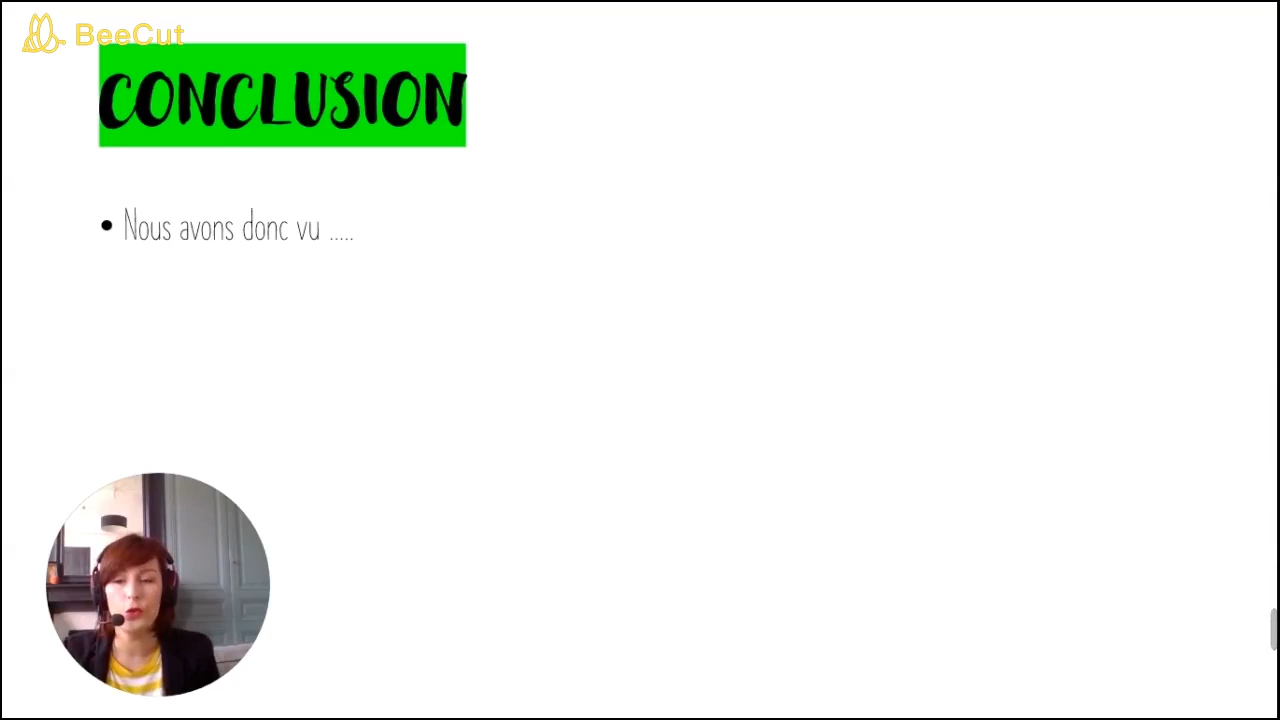 BeeCut
CONCLUSION
• Nous avons donc vu .....